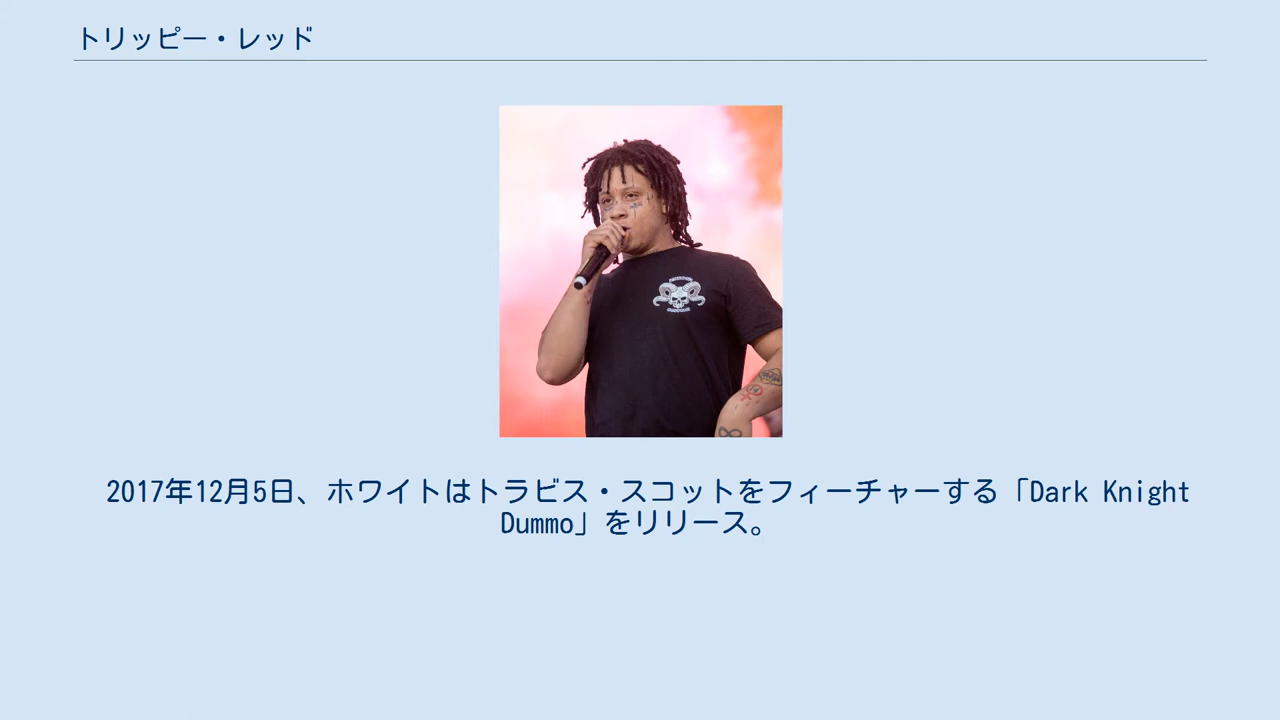 トリッピー・レッド
2017年12月5日、ホワイトはトラビス・スコットをフィーチャーする「Dark Knight
Dummo」をリリース。